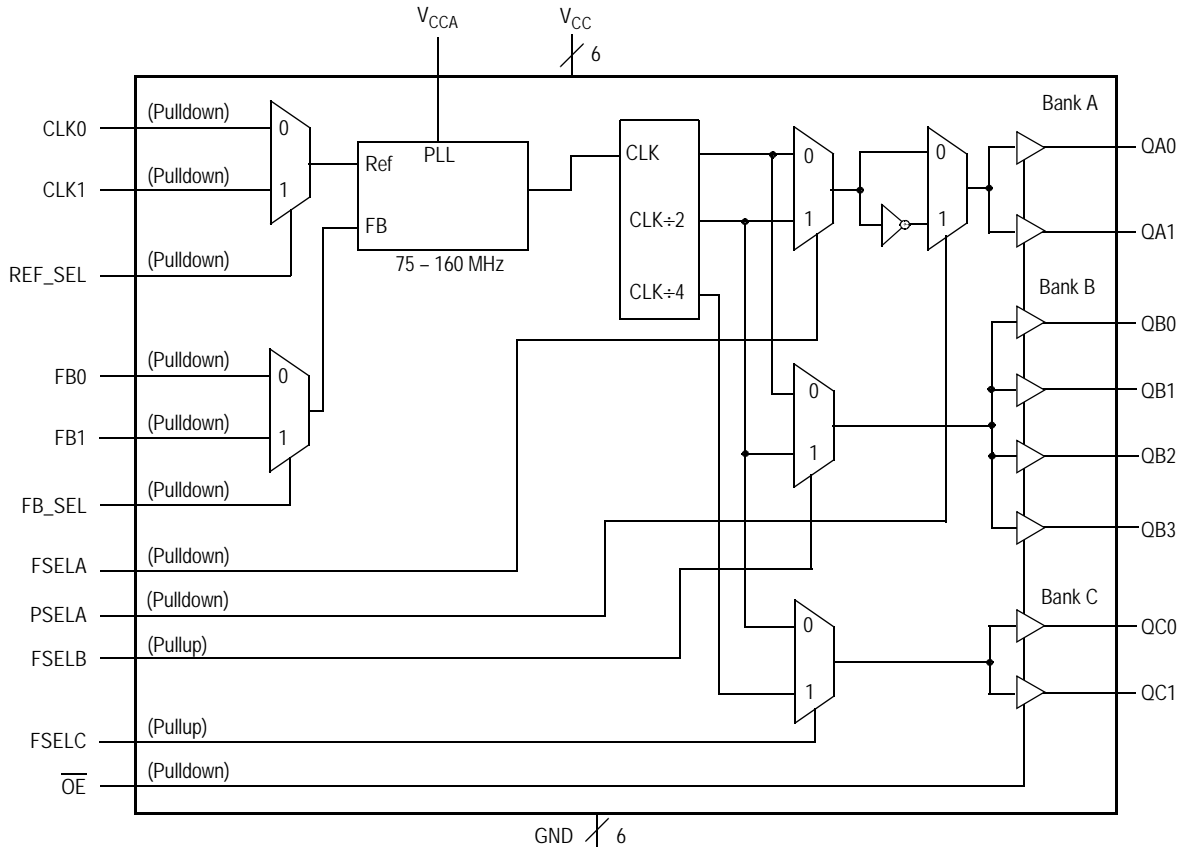 VCCA
VCC
6
Bank A
CLK0
(Pulldown)
0
CLK1
(Pulldown)
1
Ref
PLL
FB
75 – 160 MHz
CLK
CLK÷2
CLK÷4
0
1
0
1
QA0
QA1
REF_SEL
(Pulldown)
Bank B
QB0
QB1
QB2
QB3
FB0
(Pulldown)
0
FB1
(Pulldown)
1
0
1
FB_SEL
(Pulldown)
FSELA
(Pulldown)
PSELA
(Pulldown)
FSELB
(Pullup)
Bank C
0
1
QC0
QC1
FSELC
(Pullup)
OE
(Pulldown)
GND
6